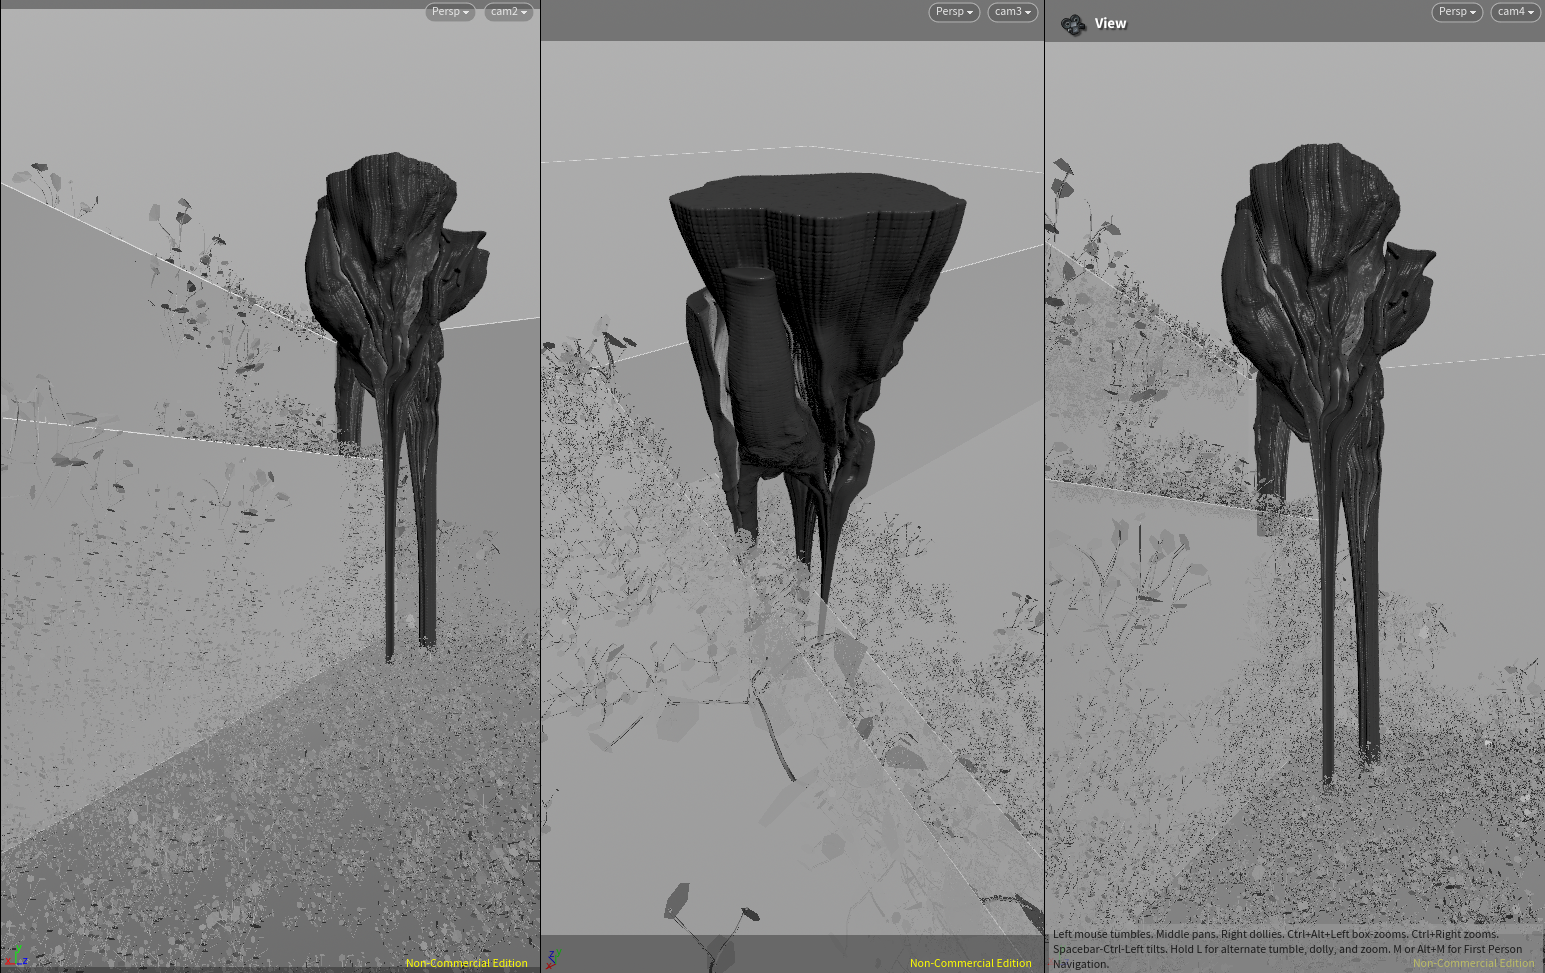 Persp
cam2
Persp
cam3
View
Persp
cam4
Non-Commercial Edition
Non-Commercial Edition
Left mouse tumbles. Middle pans. Right dollies. Ctrl+Alt+Left box-zooms. Ctrl+Right zooms.
Spacebar-Ctrl-Left tilts. Hold L for alternate tumble, dolly, and zoom. M or Alt+M for First Person
Navigation.
Non-Commercial Edition